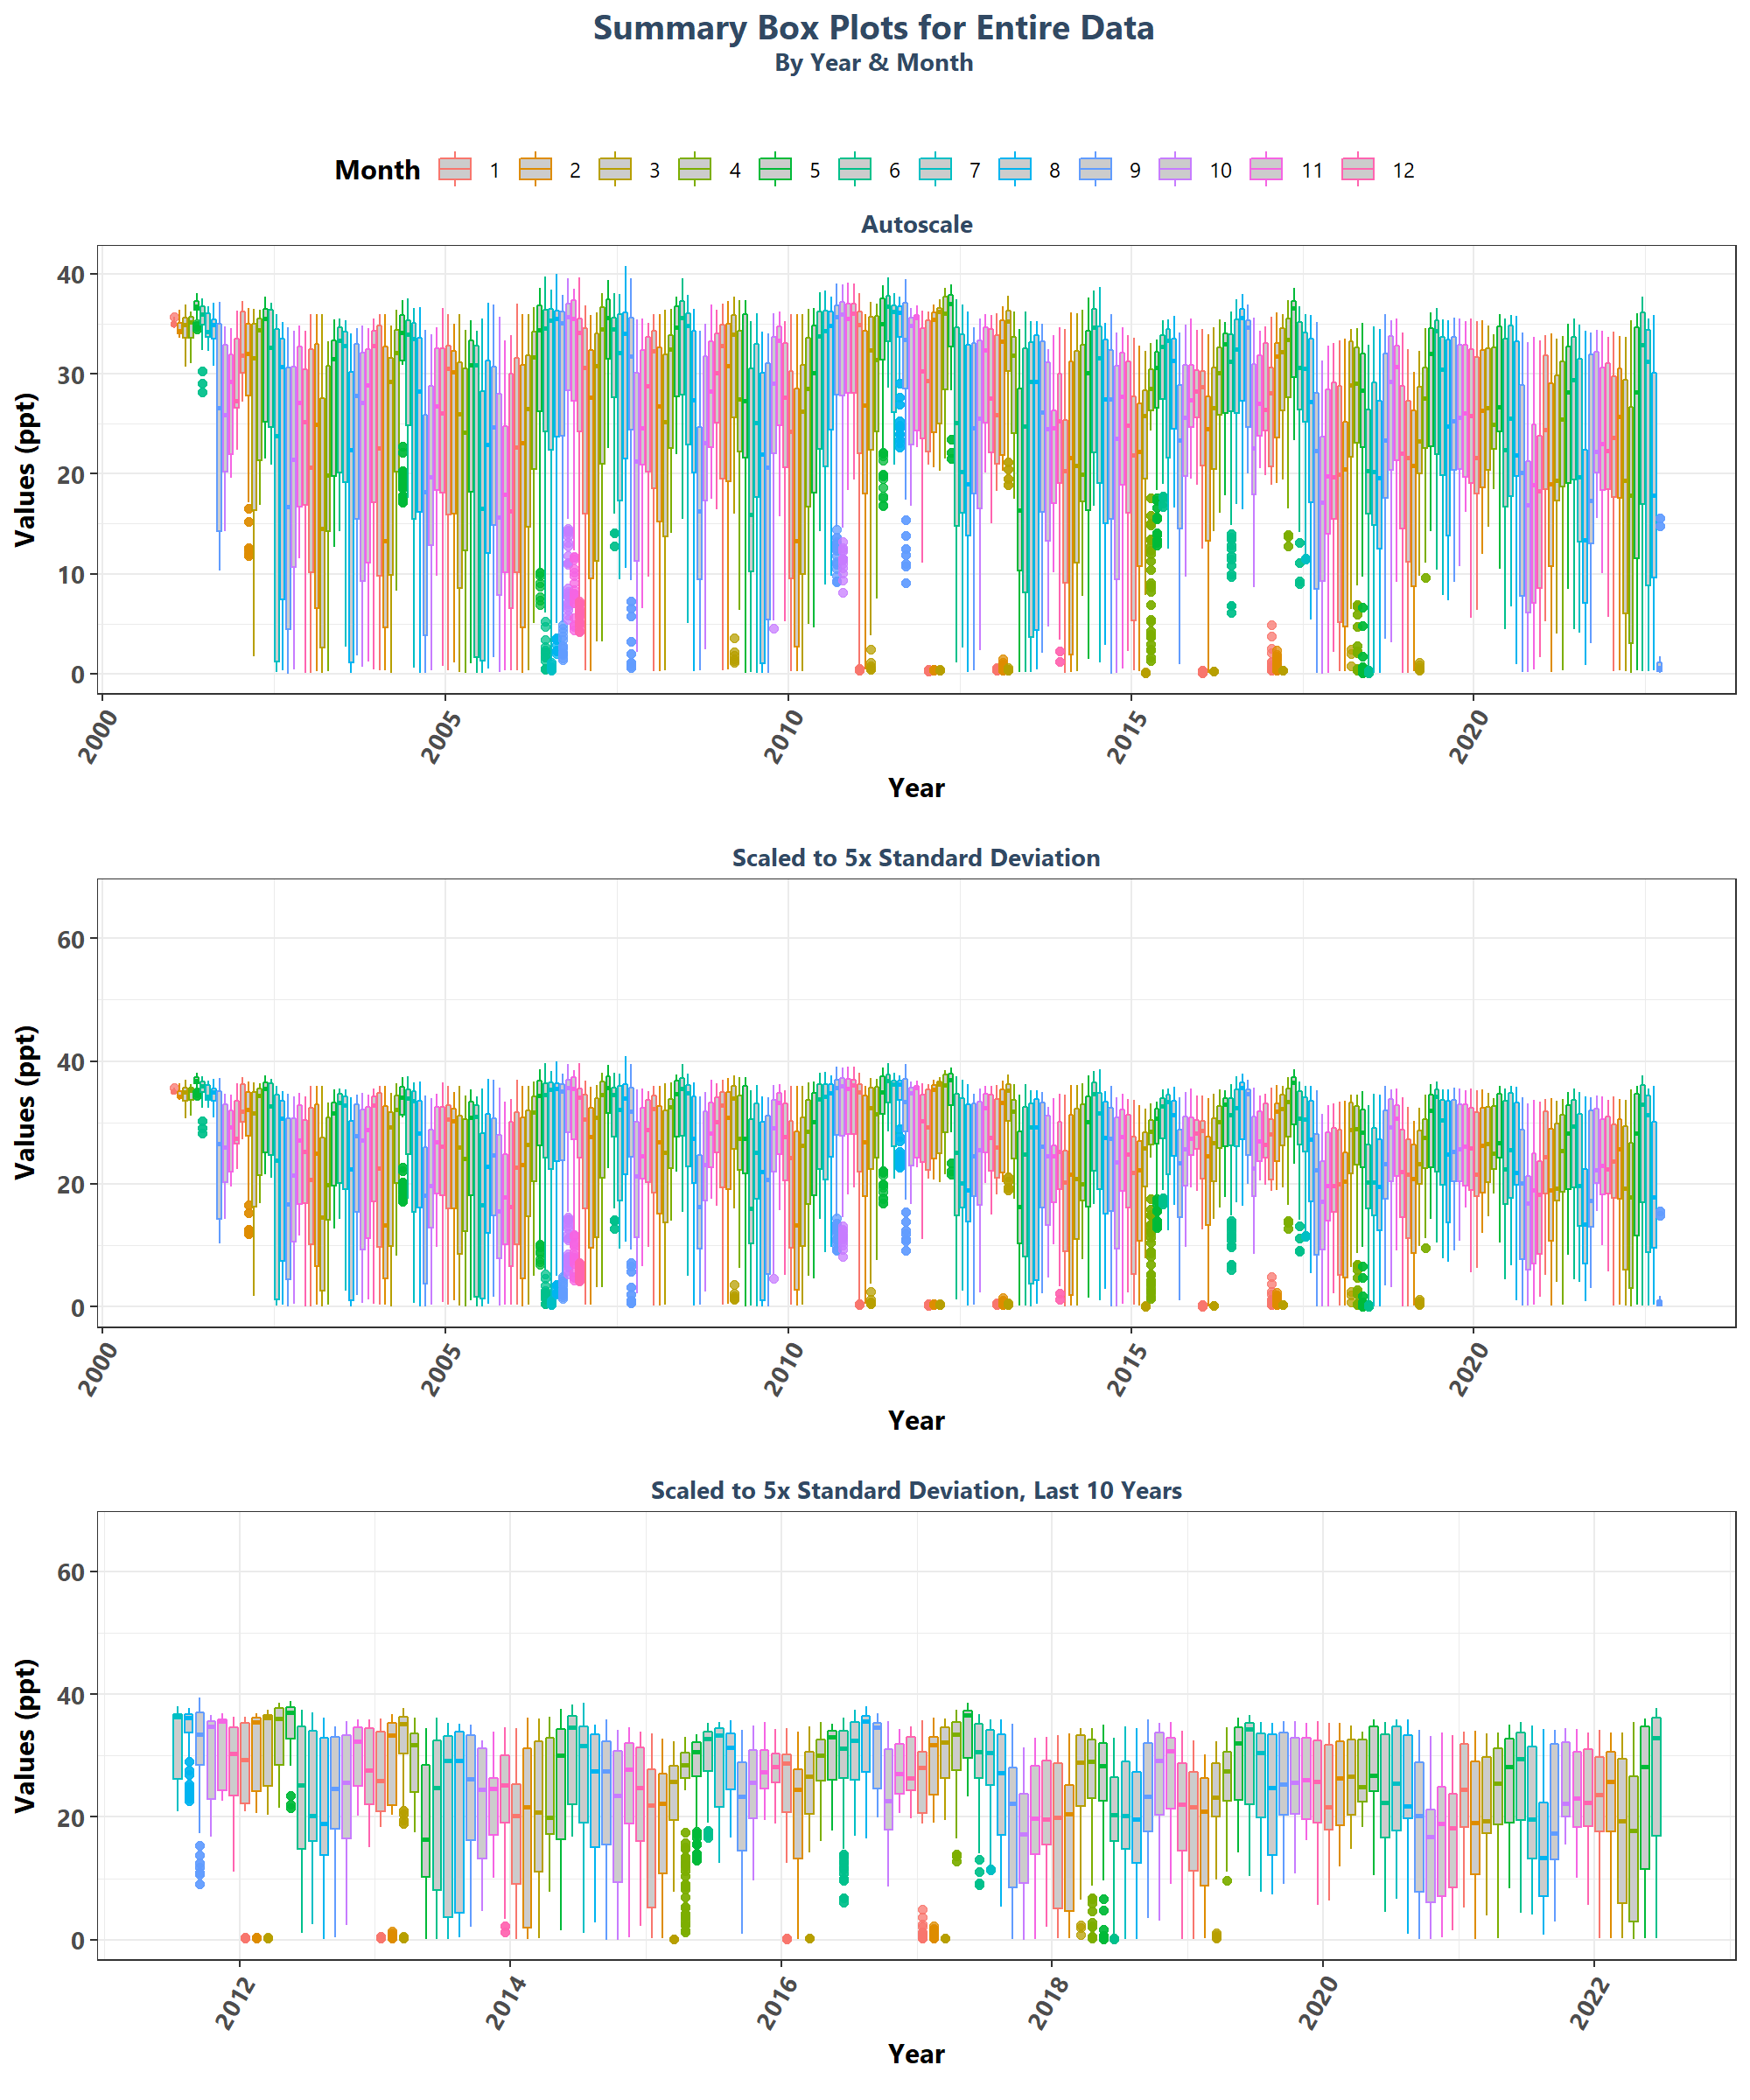 Summary Box Plots for Entire Data
By Year & Month
Month 1 2 3 4 5 6 7 8 9 10 11 12
Autoscale
Values (ppt)
40
30
20
10
0
2000 2005 2010 2015 2020
Year
Scaled to 5x Standard Deviation
Values (ppt)
60
40
20
0
2000 2005 2010 2015 2020
Year
Scaled to 5x Standard Deviation, Last 10 Years
Values (ppt)
60
40
20
0
2012 2014 2016 2018 2020 2022
Year